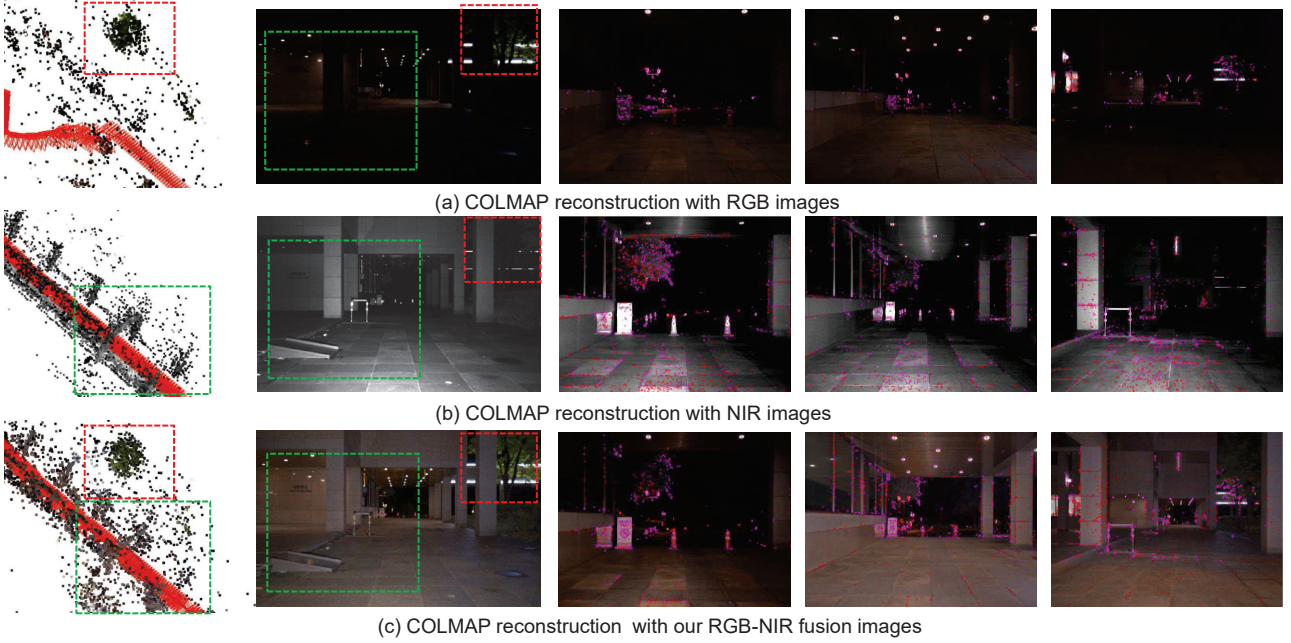 (a) COLMAP reconstruction with RGB images
(b) COLMAP reconstruction with NIR images
(c) COLMAP reconstruction with our RGB-NIR fusion images